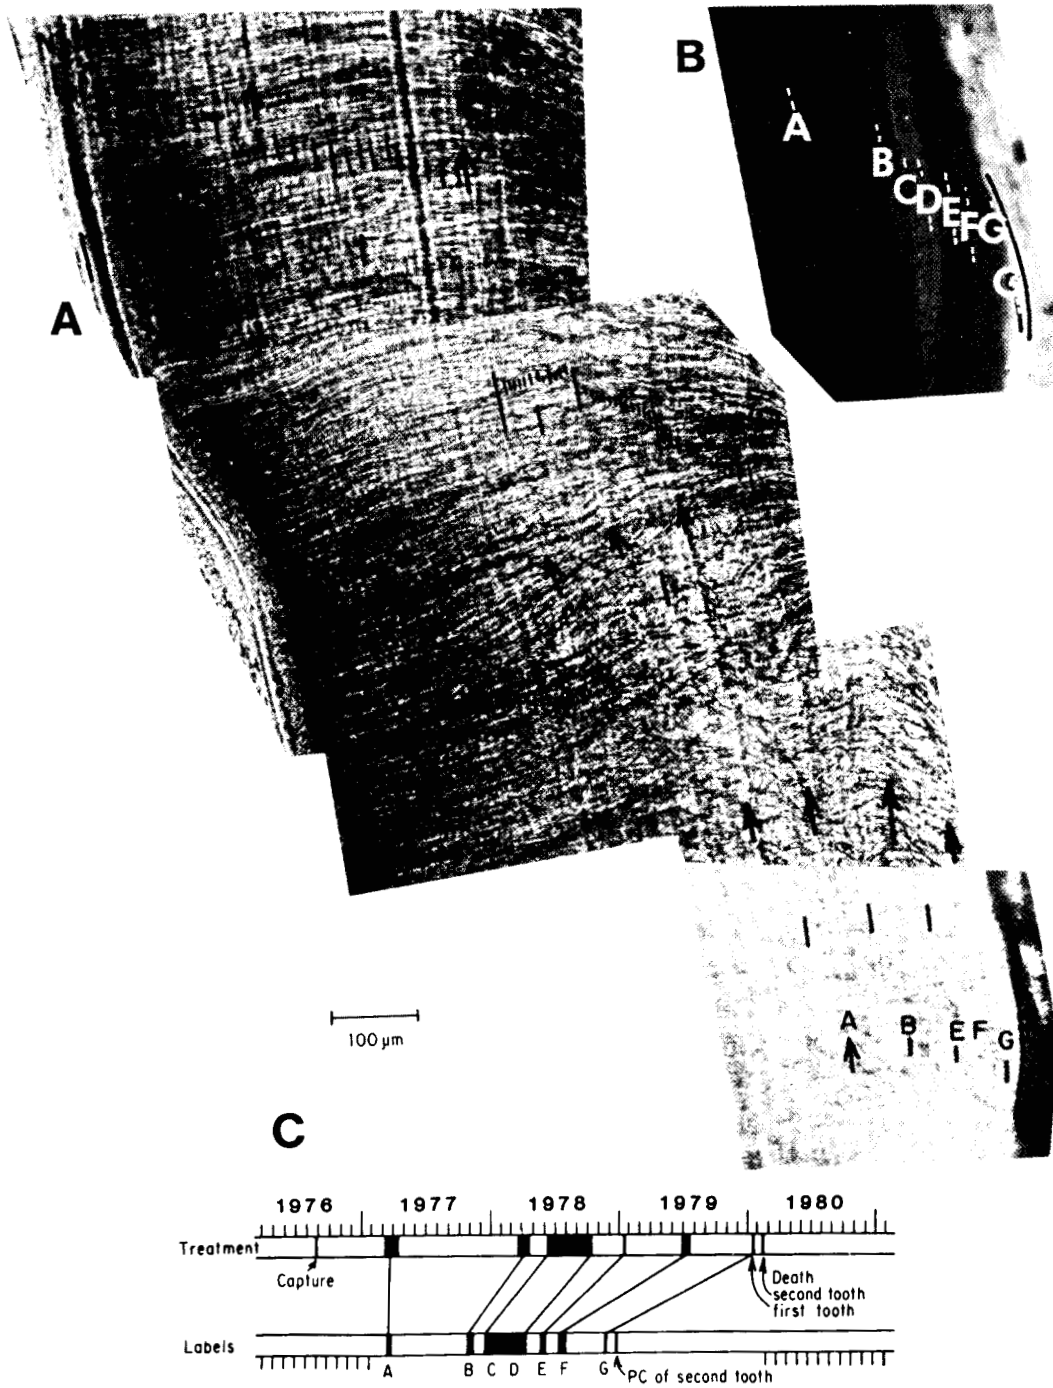 B
A
B
C
D
E
F
G
G
A
A
B
E
F
G
100 µm
C
1976 1977 1978 1979 1980
Treatment
Capture
Death
second tooth
first tooth
Labels
A B C D E F G
PC of second tooth